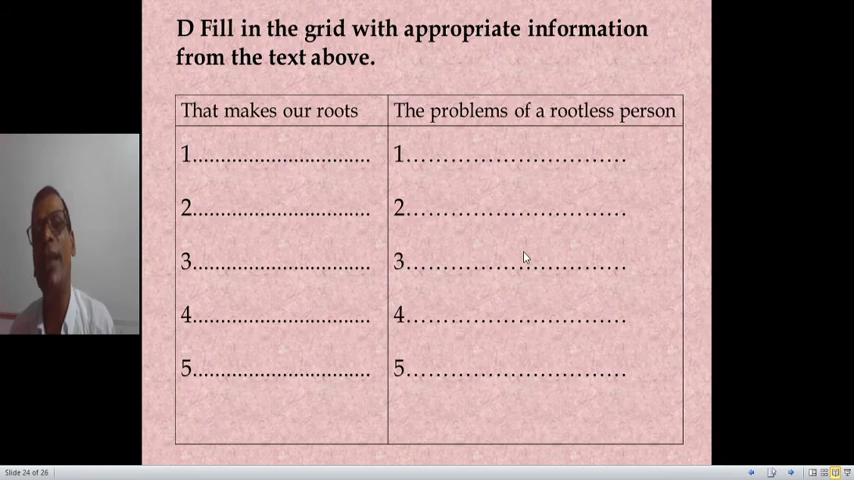 D Fill in the grid with appropriate information
from the text above.
That makes our roots
The problems of a rootless person
1................................
1................................
2................................
2................................
3................................
3................................
4................................
4................................
5................................
5................................
Slide 24 of 26